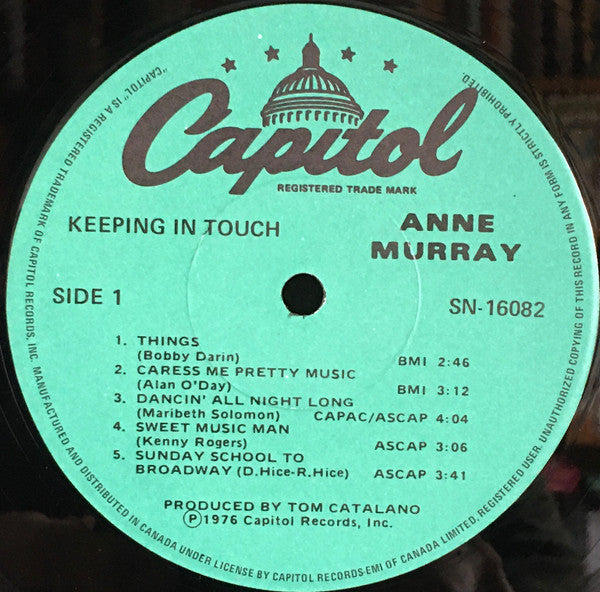 Capitol
REGISTERED TRADE MARK
KEEPING IN TOUCH
ANNE
MURRAY
SIDE 1
SN-16082
1. THINGS
(Bobby Darin) BMI 2:46
2. CARESS ME PRETTY MUSIC
(Alan O'Day) BMI 3:12
3. DANCIN' ALL NIGHT LONG
(Maribeth Solomon) CAPAC/ASCAP 4:04
4. SWEET MUSIC MAN
(Kenny Rogers) ASCAP 3:06
5. SUNDAY SCHOOL TO
BROADWAY (D.Hice-R.Hice) ASCAP 3:41
PRODUCED BY TOM CATALANO
Ⓟ1976 Capitol Records, Inc.
"CAPITOL" IS A REGISTERED TRADEMARK OF CAPITOL RECORDS, INC. MANUFACTURED AND DISTRIBUTED IN CANADA UNDER LICENSE BY CAPITOL RECORDS-EMI OF CANADA LIMITED, REGISTERED USER. UNAUTHORIZED COPYING OF THIS RECORD IN ANY FORM IS STRICTLY PROHIBITED.